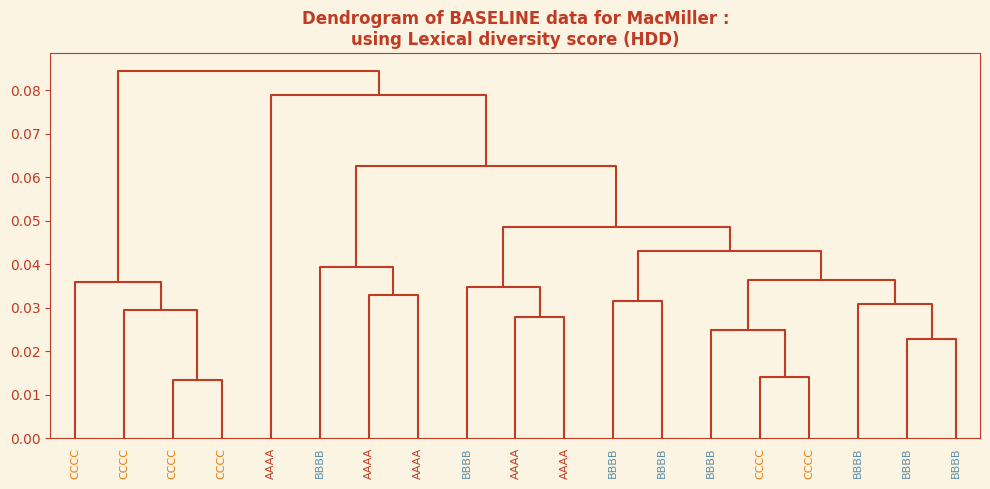 Dendrogram of BASELINE data for MacMiller :
using Lexical diversity score (HDD)
0.08
0.07
0.06
0.05
0.04
0.03
0.02
0.01
0.00
CCCC
CCCC
CCCC
CCCC
AAAA
BBBB
AAAA
AAAA
BBBB
AAAA
AAAA
BBBB
BBBB
BBBB
CCCC
CCCC
BBBB
BBBB
BBBB